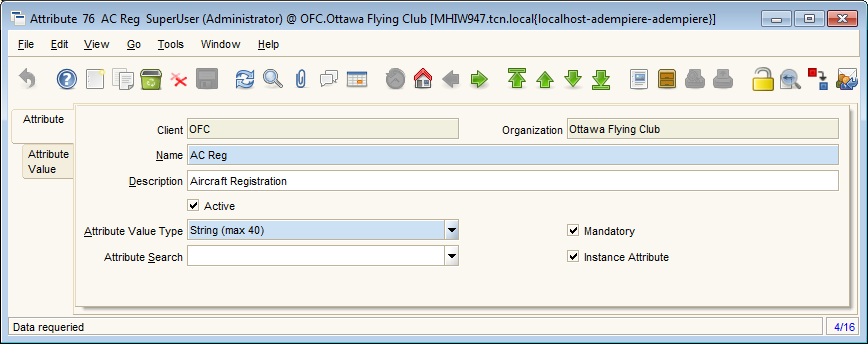 Attribute 76 AC Reg SuperUser (Administrator) @ OFC.Ottawa Flying Club [MHIW947.tcn.local{localhost-adempiere-adempiere}]
File Edit View Go Tools Window Help
Attribute
Attribute Value
Client OFC Organization Ottawa Flying Club
Name AC Reg
Description Aircraft Registration
Active
Attribute Value Type String (max 40) Mandatory
Attribute Search Instance Attribute
Data requeried 4/16